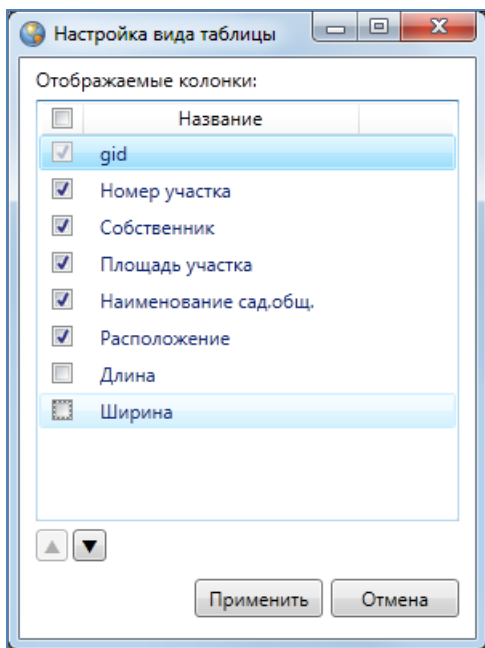 Настройка вида таблицы
Отображаемые колонки:
Название
gid
Номер участка
Собственник
Площадь участка
Наименование сад.общ.
Расположение
Длина
Ширина
Применить Отмена